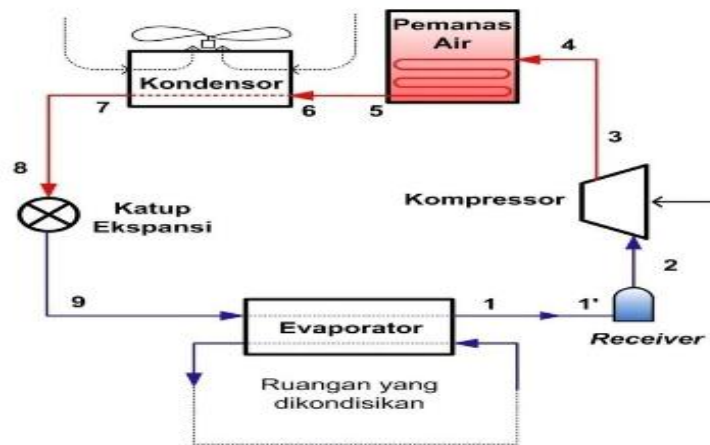 Pemanas
Air
4
Kondensor
7
6
5
3
8
Katup
Ekspansi
Kompressor
2
9
1
1'
Evaporator
Receiver
Ruangan yang
dikondisikan